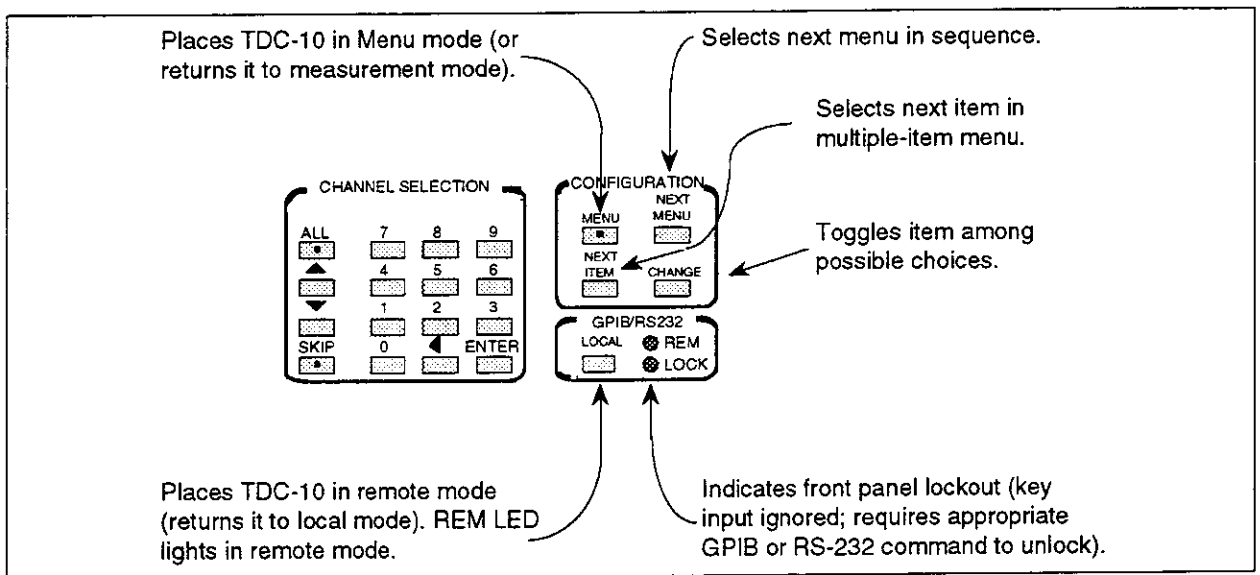 Places TDC-10 in Menu mode (or
returns it to measurement mode).
Selects next menu in sequence.
Selects next item in
multiple-item menu.
Toggles item among
possible choices.
CHANNEL SELECTION
ALL 7 8 9
4 5 6
1 2 3
SKIP 0 ENTER
CONFIGURATION
MENU NEXT MENU
NEXT ITEM CHANGE
GPIB/RS232
LOCAL REM
LOCK
Places TDC-10 in remote mode
(returns it to local mode). REM LED
lights in remote mode.
Indicates front panel lockout (key
input ignored; requires appropriate
GPIB or RS-232 command to unlock).